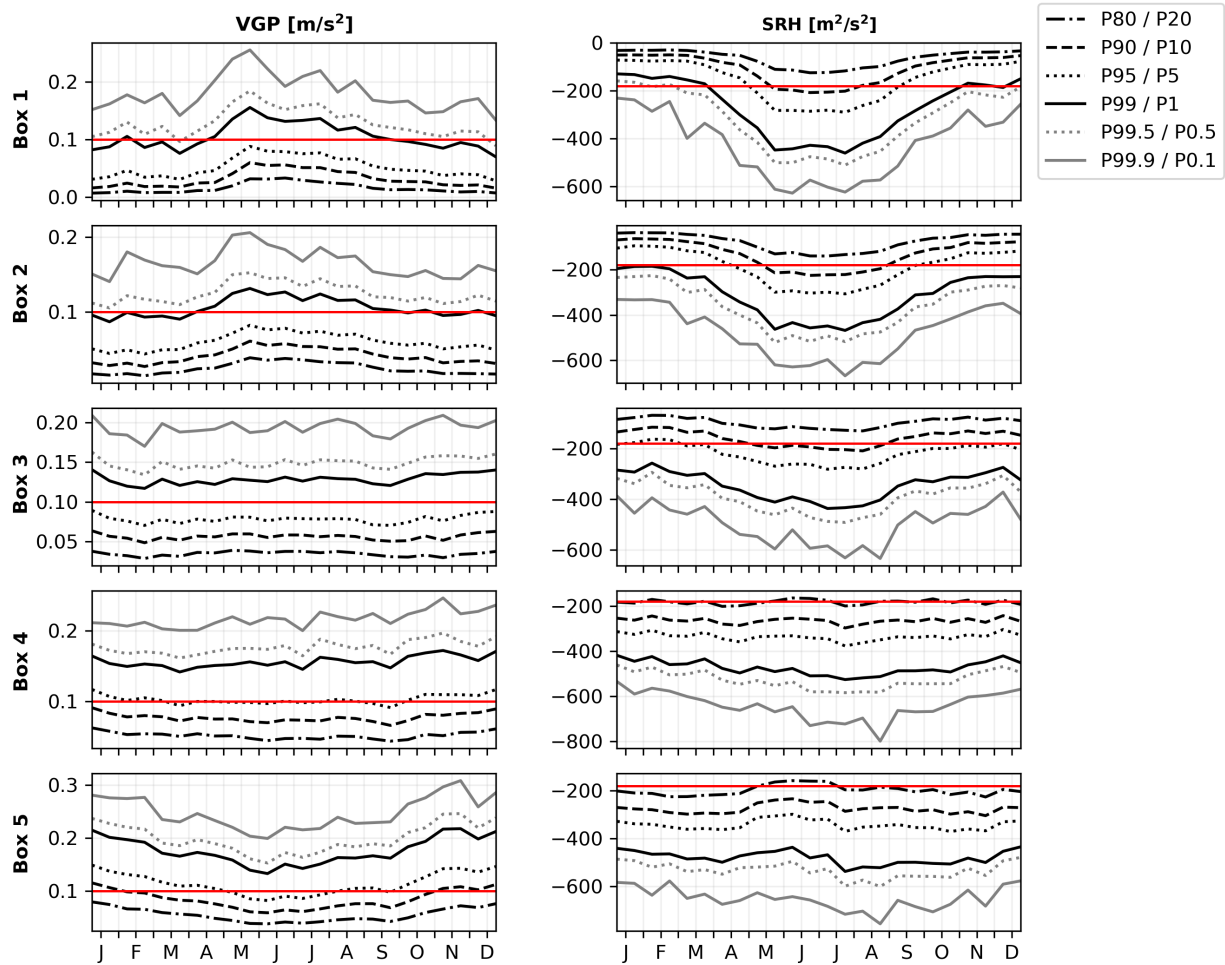 VGP [m/s²]
SRH [m²/s²]
P80 / P20
P90 / P10
P95 / P5
P99 / P1
P99.5 / P0.5
P99.9 / P0.1
Box 1
0.2
0.1
0.0
0
−200
−400
−600
Box 2
0.2
0.1
−200
−400
−600
Box 3
0.20
0.15
0.10
0.05
−200
−400
−600
Box 4
0.2
0.1
−200
−400
−600
−800
Box 5
0.3
0.2
0.1
−200
−400
−600
J F M A M J J A S O N D
J F M A M J J A S O N D